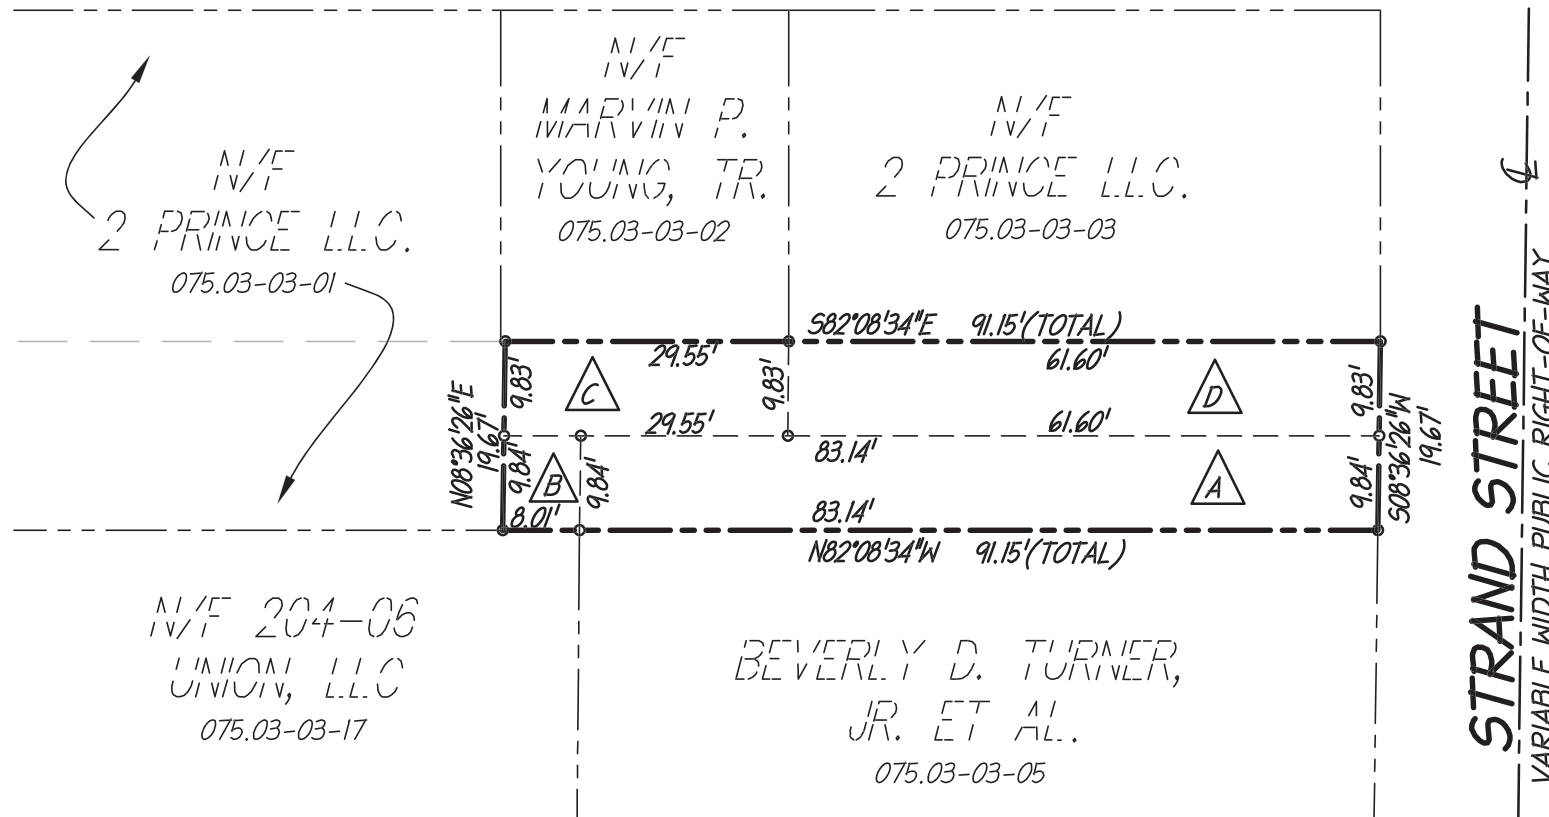 N/F
MARVIN P.
YOUNG, TR.
075.03-03-02
N/F
2 PRINCE LLC.
075.03-03-03
N/F
2 PRINCE LLC.
075.03-03-01
S82°08'34"E 91.15'(TOTAL)
29.55'
61.60'
9.83'
C
9.83'
D
9.83'
N08°36'26"E
19.67'
29.55'
61.60'
83.14'
S08°36'26"W
19.67'
9.84'
B
9.84'
A
9.84'
8.01'
83.14'
N82°08'34"W 91.15'(TOTAL)
N/F 204-06
UNION, LLC
075.03-03-17
BEVERLY D. TURNER,
JR. ET AL.
075.03-03-05
STRAND STREET
VARIABLE WIDTH PUBLIC RIGHT-OF-WAY
℄